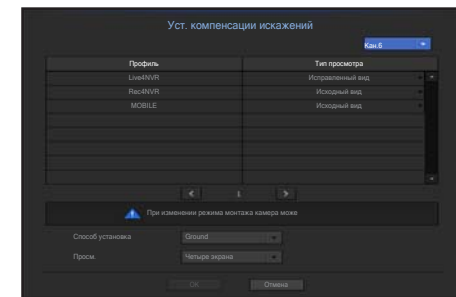 Уст. компенсации искажений
Кан.6
Профиль Тип просмотра
Live4NVR Исправленный вид
Rec4NVR Исходный вид
MOBILE Исходный вид
1
При изменении режима монтажа камера може
Способ установка Ground
Просм. Четыре экрана
OK Отмена